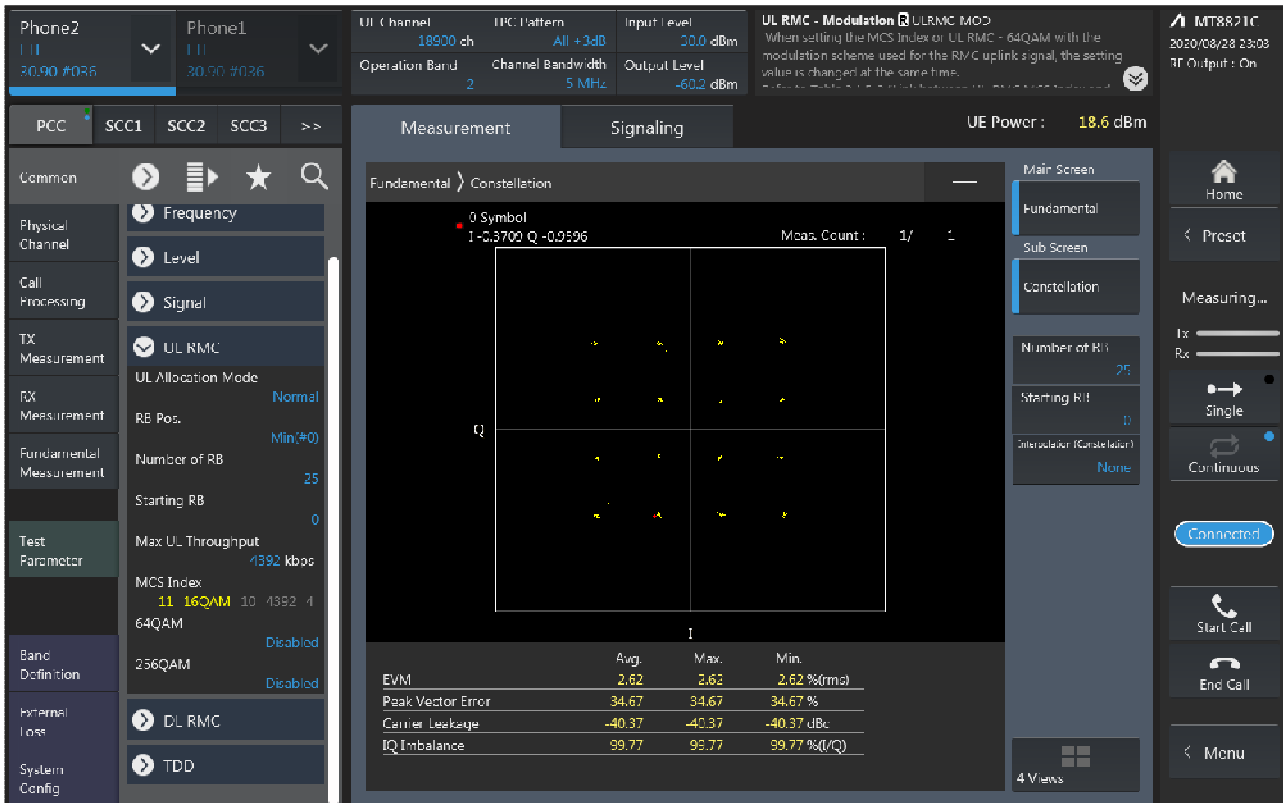 Phone2
LTE
30.90 #036
Phone1
LTE
30.90 #036
UL Channel
18900 ch
Operation Band
2
TPC Pattern
All +3dB
Channel Bandwidth
5 MHz
Input Level
30.0 dBm
Output Level
-60.2 dBm
UL RMC - Modulation R ULRMC_MOD
When setting the MCS Index or UL RMC - 64QAM with the
modulation scheme used for the RMC uplink signal, the setting
value is changed at the same time.
MT8821C
2020/08/28 23:03
RF Output : On
PCC
SCC1
SCC2
SCC3
>>
Measurement
Signaling
UE Power : 18.6 dBm
Common
Physical
Channel
Call
Processing
TX
Measurement
RX
Measurement
Fundamental
Measurement
Test
Parameter
Band
Definition
External
Loss
System
Config
Frequency
Level
Signal
UL RMC
UL Allocation Mode
Normal
RB Pos.
Min(#0)
Number of RB
25
Starting RB
0
Max UL Throughput
4392 kbps
MCS Index
11 16QAM 10 4392 4
64QAM
Disabled
256QAM
Disabled
DL RMC
TDD
Fundamental > Constellation
0 Symbol
I -0.3709 Q -0.9596
Meas. Count : 1/ 1
Q
I
Avg. Max. Min.
EVM 2.62 2.62 2.62 %(rms)
Peak Vector Error 34.67 34.67 34.67 %
Carrier Leakage -40.37 -40.37 -40.37 dBc
IQ Imbalance 99.77 99.77 99.77 %(I/Q)
Main Screen
Fundamental
Sub Screen
Constellation
Number of RB
25
Starting RB
0
Interpolation (Constellation)
None
4 Views
Home
< Preset
Measuring...
Tx
Rx
Single
Continuous
Connected
Start Call
End Call
< Menu